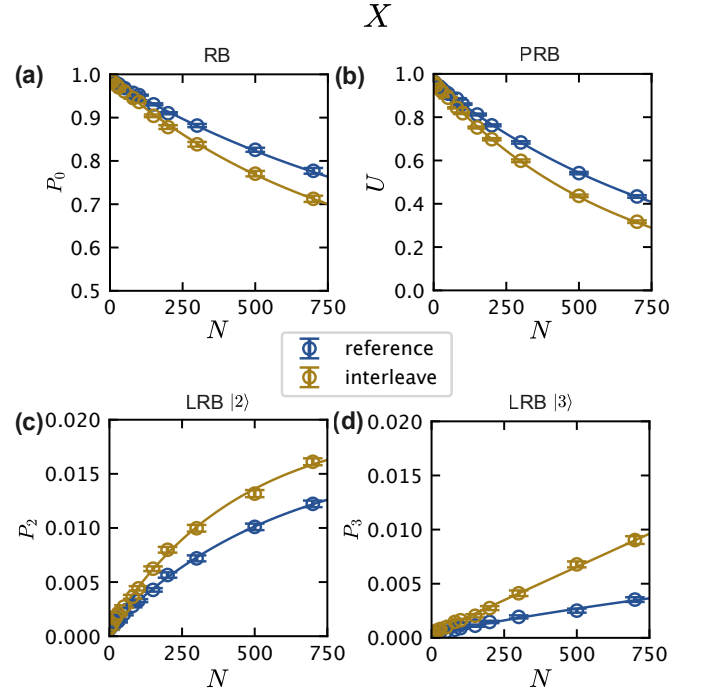 X
RB
PRB
(a)
(b)
1.0
0.9
0.8
0.7
0.6
0.5
P₀
0
250
500
750
N
1.0
0.8
0.6
0.4
0.2
0.0
U
0
250
500
750
N
reference
interleave
LRB |2⟩
LRB |3⟩
(c)
(d)
0.020
0.015
0.010
0.005
0.000
P₂
0
250
500
750
N
0.020
0.015
0.010
0.005
0.000
P₃
0
250
500
750
N